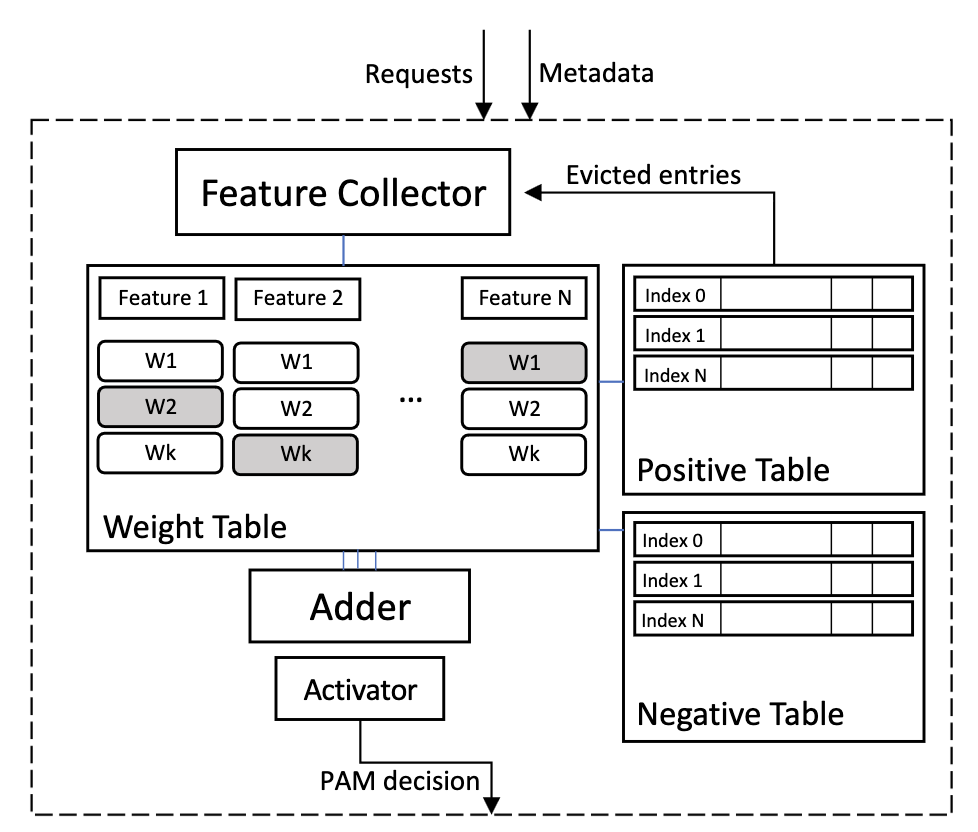 Requests
Metadata
Feature Collector
Evicted entries
Feature 1
Feature 2
Feature N
W1
W1
W1
W2
W2
...
W2
Wk
Wk
Wk
Weight Table
Index 0
Index 1
Index N
Positive Table
Index 0
Index 1
Index N
Negative Table
Adder
Activator
PAM decision